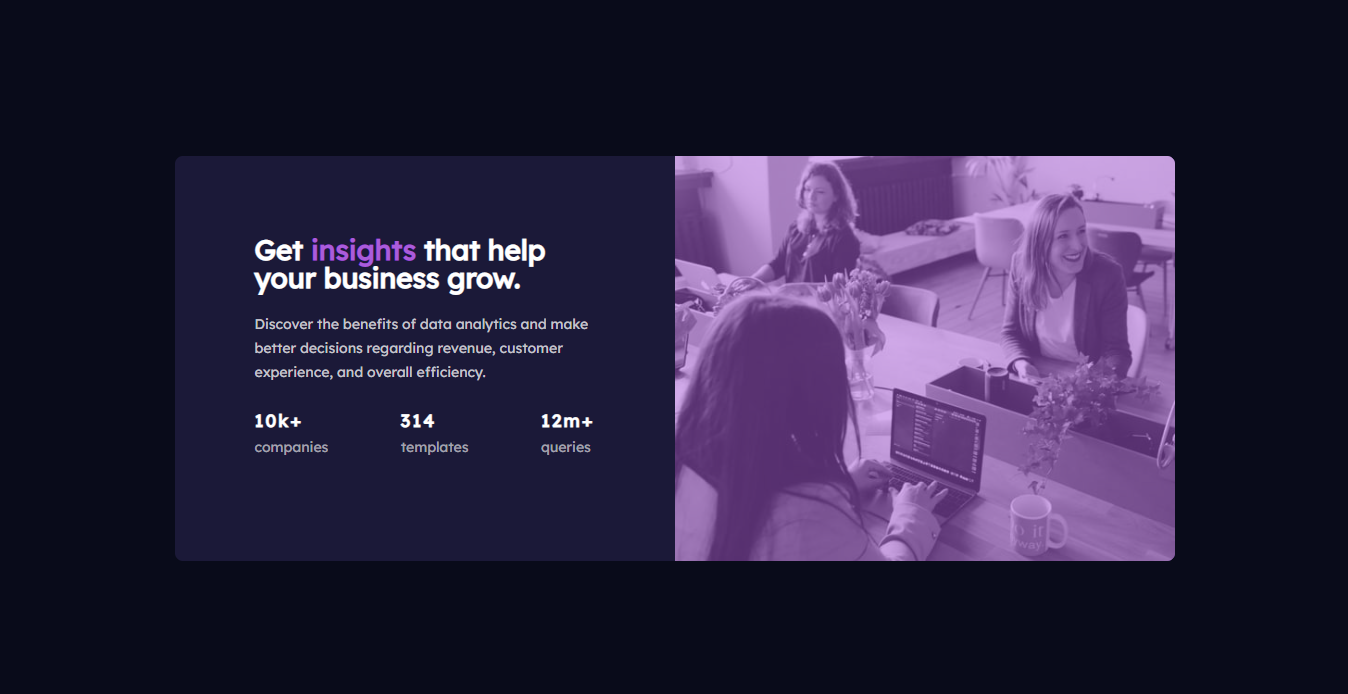 Get insights that help
your business grow.
Discover the benefits of data analytics and make
better decisions regarding revenue, customer
experience, and overall efficiency.
10k+ 314 12m+
companies templates queries